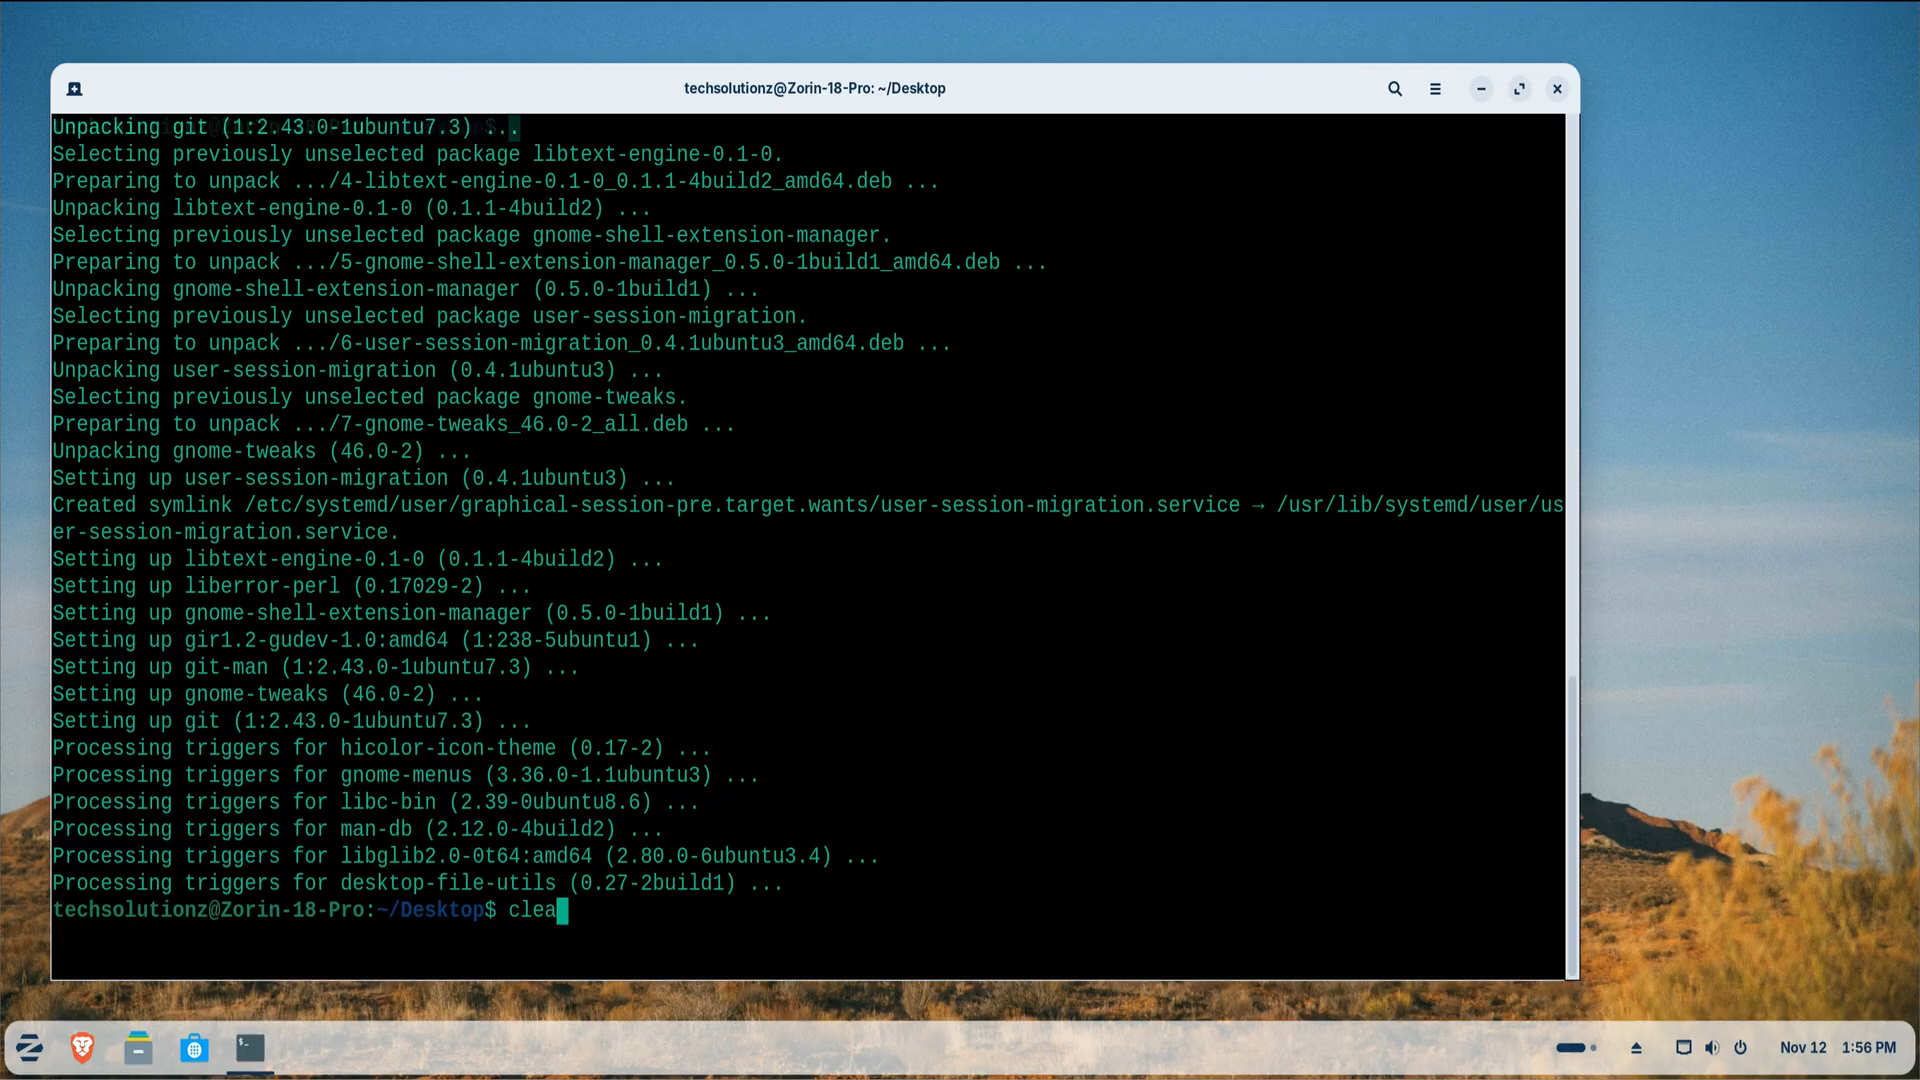 techsolutionz@Zorin-18-Pro: ~/Desktop
Unpacking git (1:2.43.0-1ubuntu7.3) ...
Selecting previously unselected package libtext-engine-0.1-0.
Preparing to unpack .../4-libtext-engine-0.1-0_0.1.1-4build2_amd64.deb ...
Unpacking libtext-engine-0.1-0 (0.1.1-4build2) ...
Selecting previously unselected package gnome-shell-extension-manager.
Preparing to unpack .../5-gnome-shell-extension-manager_0.5.0-1build1_amd64.deb ...
Unpacking gnome-shell-extension-manager (0.5.0-1build1) ...
Selecting previously unselected package user-session-migration.
Preparing to unpack .../6-user-session-migration_0.4.1ubuntu3_amd64.deb ...
Unpacking user-session-migration (0.4.1ubuntu3) ...
Selecting previously unselected package gnome-tweaks.
Preparing to unpack .../7-gnome-tweaks_46.0-2_all.deb ...
Unpacking gnome-tweaks (46.0-2) ...
Setting up user-session-migration (0.4.1ubuntu3) ...
Created symlink /etc/systemd/user/graphical-session-pre.target.wants/user-session-migration.service → /usr/lib/systemd/user/us
er-session-migration.service.
Setting up libtext-engine-0.1-0 (0.1.1-4build2) ...
Setting up liberror-perl (0.17029-2) ...
Setting up gnome-shell-extension-manager (0.5.0-1build1) ...
Setting up gir1.2-gudev-1.0:amd64 (1:238-5ubuntu1) ...
Setting up git-man (1:2.43.0-1ubuntu7.3) ...
Setting up gnome-tweaks (46.0-2) ...
Setting up git (1:2.43.0-1ubuntu7.3) ...
Processing triggers for hicolor-icon-theme (0.17-2) ...
Processing triggers for gnome-menus (3.36.0-1.1ubuntu3) ...
Processing triggers for libc-bin (2.39-0ubuntu8.6) ...
Processing triggers for man-db (2.12.0-4build2) ...
Processing triggers for libglib2.0-0t64:amd64 (2.80.0-6ubuntu3.4) ...
Processing triggers for desktop-file-utils (0.27-2build1) ...
techsolutionz@Zorin-18-Pro:~/Desktop$ clea
Nov 12 1:56 PM